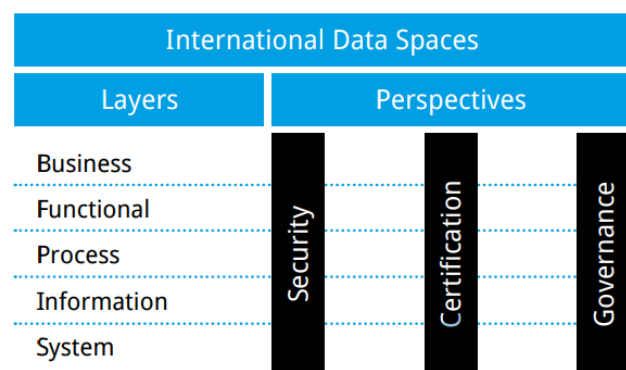 International Data Spaces
Layers
Perspectives
Business
Functional
Process
Information
System
Security
Certification
Governance